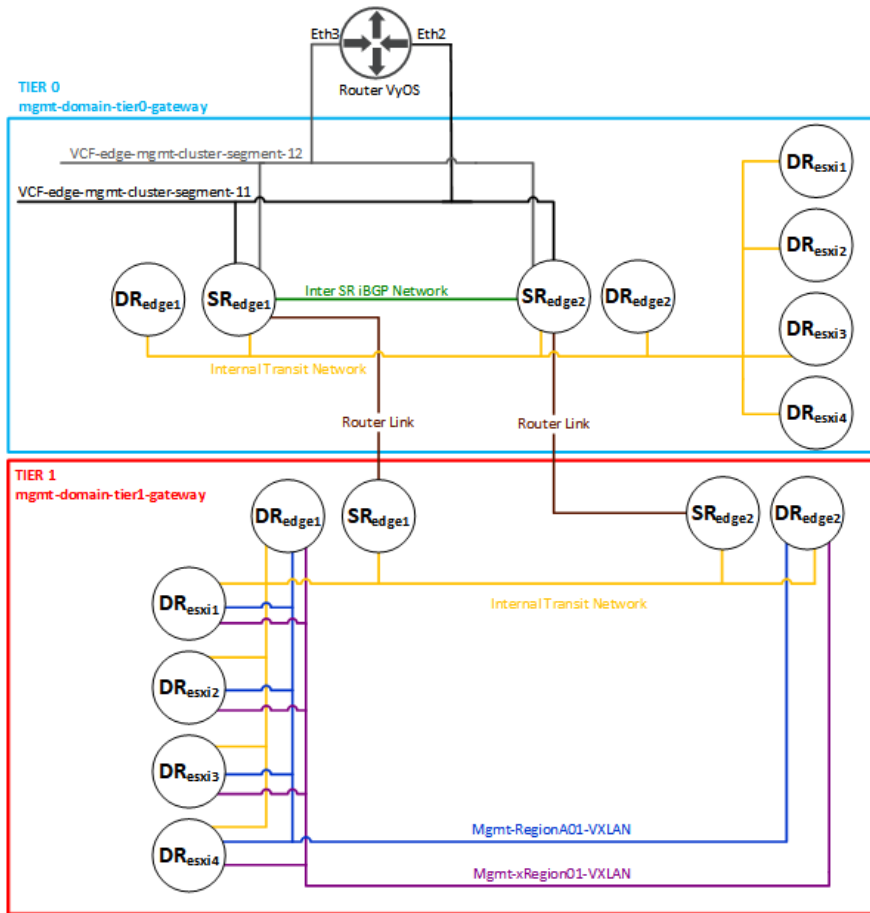 Eth3
Eth2
Router VyOS
TIER 0
mgmt-domain-tier0-gateway
VCF-edge-mgmt-cluster-segment-12
VCF-edge-mgmt-cluster-segment-11
DResxi1
DResxi2
DResxi3
DResxi4
DRedge1
SRedge1
Inter SR iBGP Network
SRedge2
DRedge2
Internal Transit Network
Router Link
Router Link
TIER 1
mgmt-domain-tier1-gateway
DRedge1
SRedge1
SRedge2
DRedge2
Internal Transit Network
DResxi1
DResxi2
DResxi3
DResxi4
Mgmt-RegionA01-VXLAN
Mgmt-xRegion01-VXLAN